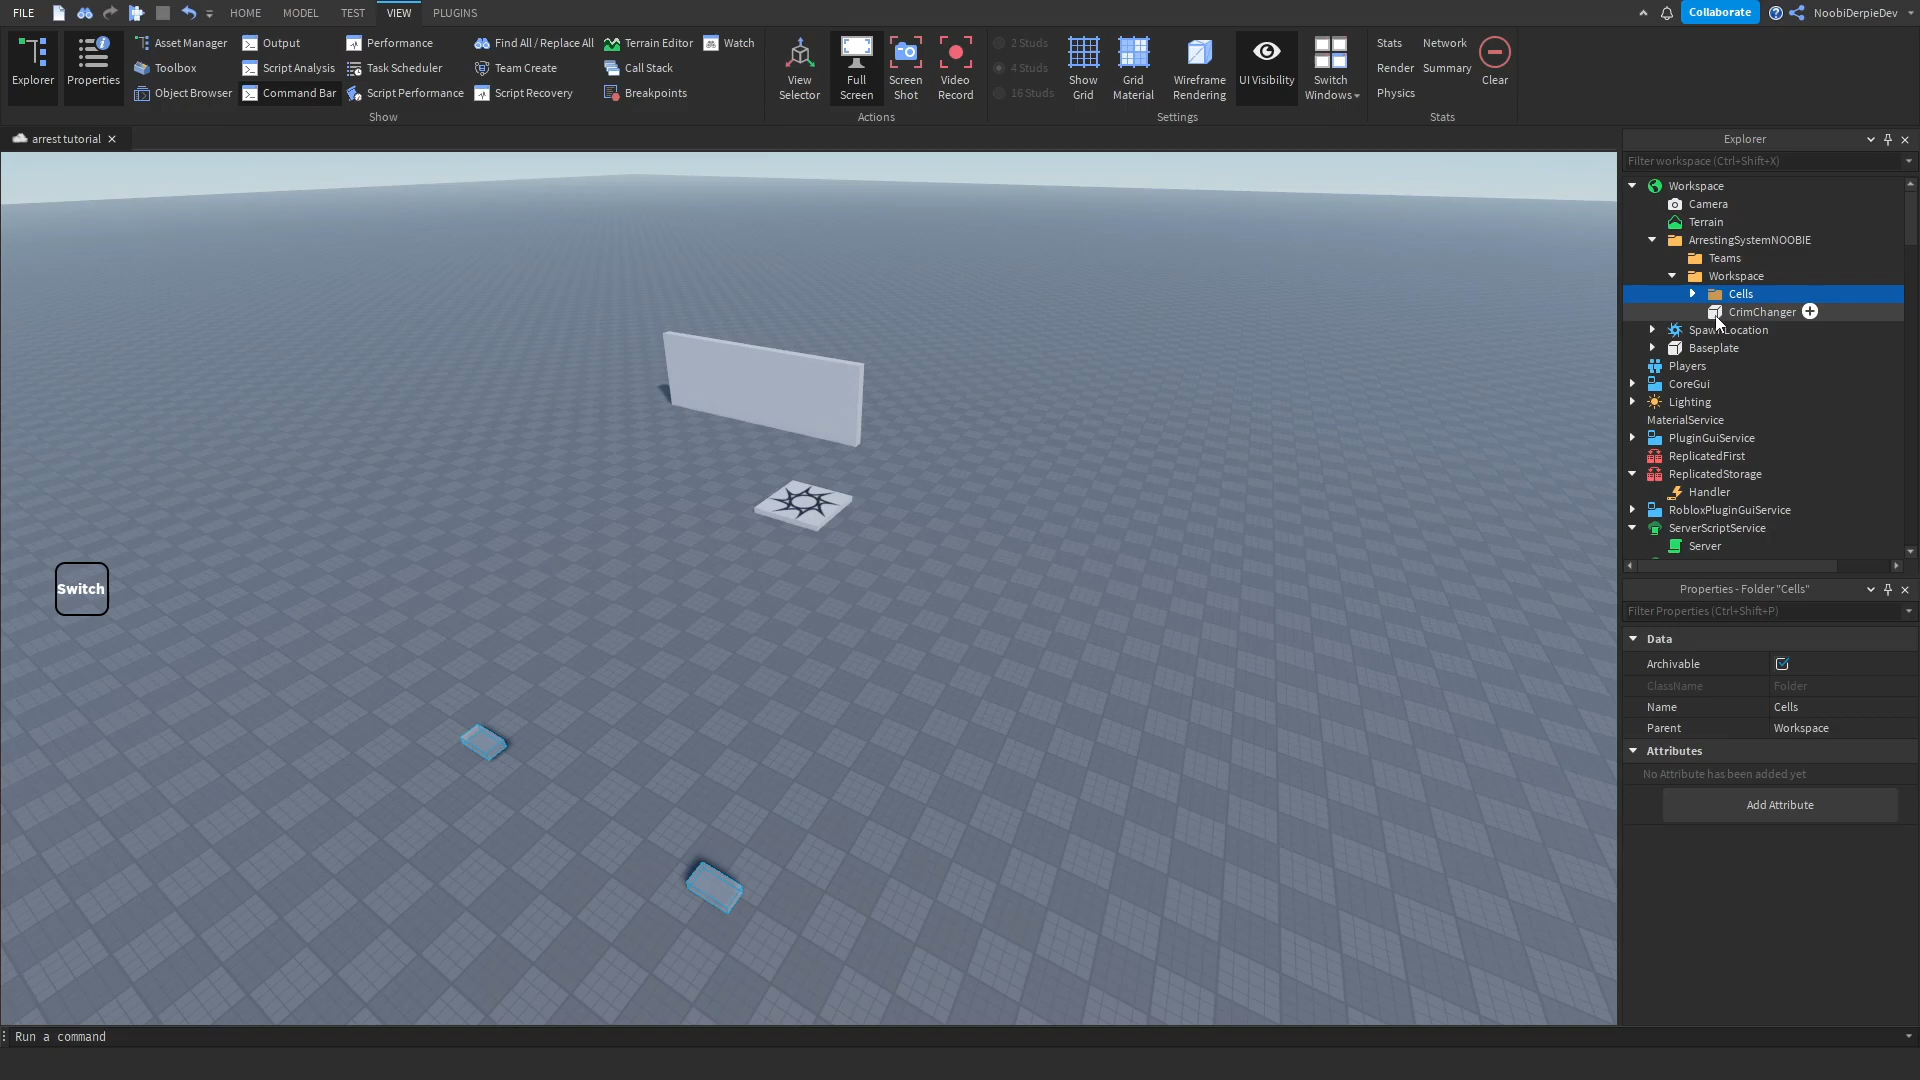 FILE HOME MODEL TEST VIEW PLUGINS Collaborate NoobiDerpieDev
Explorer
Properties
Asset Manager
Toolbox
Object Browser
Output
Script Analysis
Command Bar
Performance
Task Scheduler
Script Performance
Find All / Replace All
Team Create
Script Recovery
Terrain Editor
Call Stack
Breakpoints
Watch
Show
View
Selector
Full
Screen
Screen
Shot
Video
Record
Actions
2 Studs
4 Studs
16 Studs
Show
Grid
Grid
Material
Wireframe
Rendering
UI Visibility
Switch
Windows
Settings
Stats Network
Render Summary
Physics
Clear
Stats
arrest tutorial
Switch
Explorer
Filter workspace (Ctrl+Shift+X)
Workspace
Camera
Terrain
ArrestingSystemNOOBIE
Teams
Workspace
Cells
CrimChanger
Location
Baseplate
Players
CoreGui
Lighting
MaterialService
PluginGuiService
ReplicatedFirst
ReplicatedStorage
Handler
RobloxPluginGuiService
ServerScriptService
Server
Properties - Folder "Cells"
Filter Properties (Ctrl+Shift+P)
Data
Archivable
ClassName Folder
Name Cells
Parent Workspace
Attributes
No Attribute has been added yet
Add Attribute
Run a command